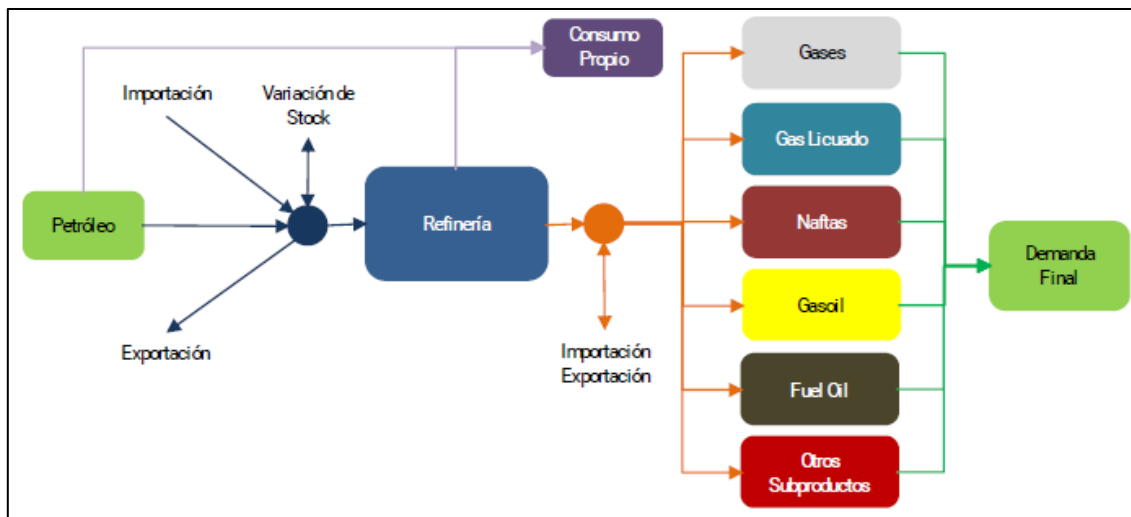 Consumo
Propio
Gases
Importación
Variación de
Stock
Gas Licuado
Petróleo
Refinería
Naftas
Demanda
Final
Gasoil
Exportación
Importación
Exportación
Fuel Oil
Otros
Subproductos